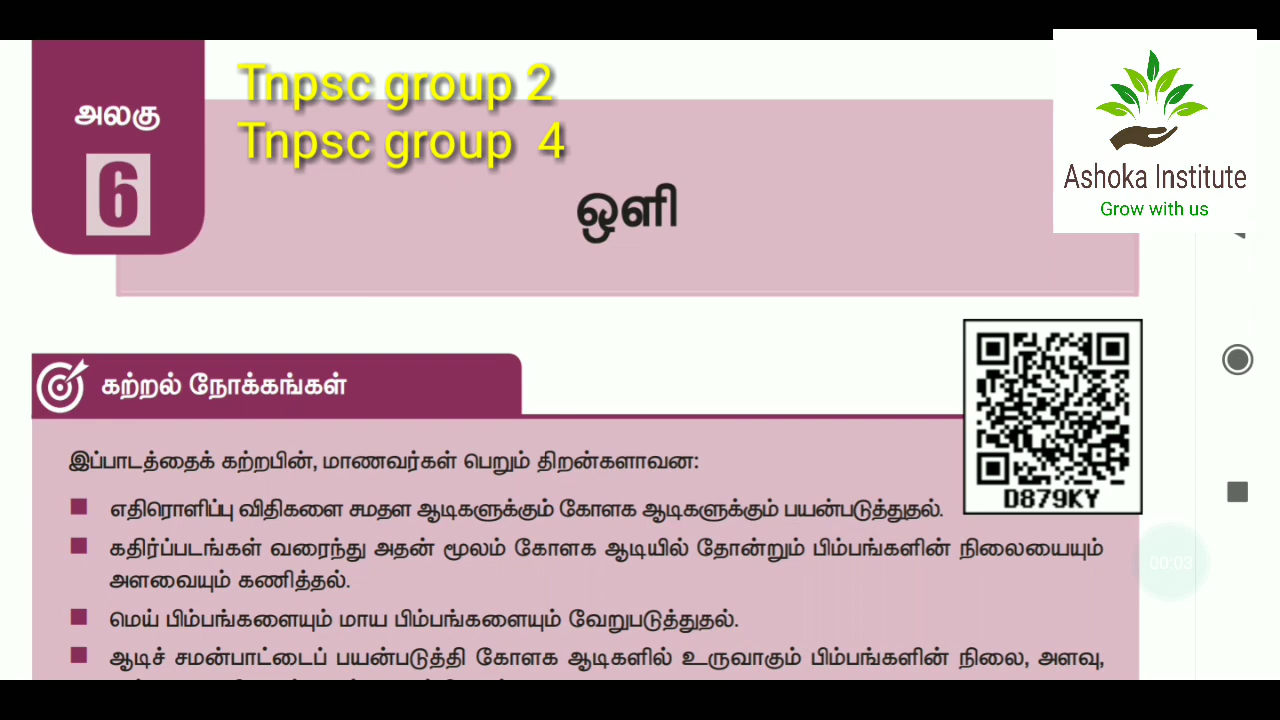 அலகு
6
Tnpsc group 2
Tnpsc group 4
ஒளி
Ashoka Institute
Grow with us
கற்றல் நோக்கங்கள்
D879KY
இப்பாடத்தைக் கற்றபின், மாணவர்கள் பெறும் திறன்களாவன:
■ எதிரொளிப்பு விதிகளை சமதள ஆடிகளுக்கும் கோளக ஆடிகளுக்கும் பயன்படுத்துதல்.
■ கதிர்ப்படங்கள் வரைந்து அதன் மூலம் கோளக ஆடியில் தோன்றும் பிம்பங்களின் நிலையையும்
அளவையும் கணித்தல்.
00:03
■ மெய் பிம்பங்களையும் மாய பிம்பங்களையும் வேறுபடுத்துதல்.
■ ஆடிச் சமன்பாட்டைப் பயன்படுத்தி கோளக ஆடிகளில் உருவாகும் பிம்பங்களின் நிலை, அளவு,